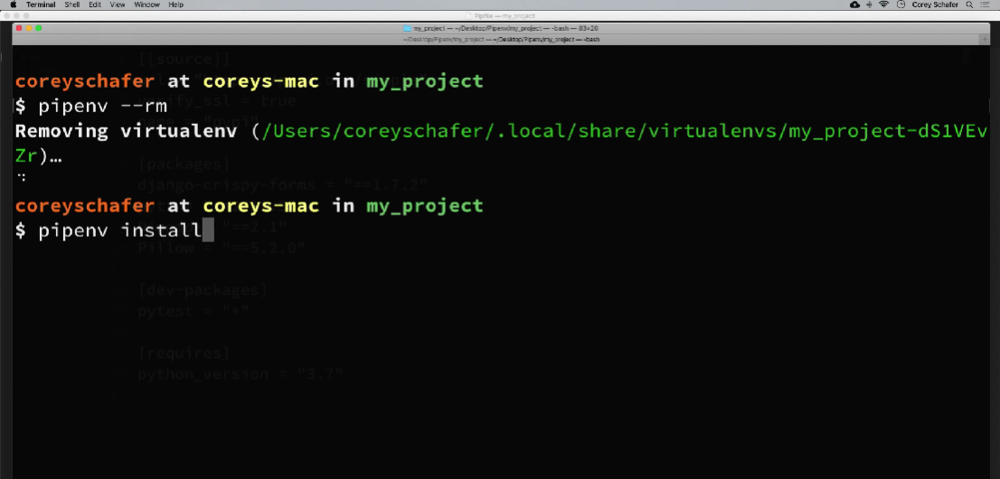 Terminal Shell Edit View Window Help Corey Schafer
Pipfile — my_project
my_project — ~/Desktop/Pipenv/my_project — -bash — 83×20
~/Desktop/Pipenv/my_project — -bash ~/Desktop/Pipenv/my_project — -bash
[[source]]
coreyschafer at coreys-mac in my_project
verify_ssl = true
$ pipenv --rm
name = "pypi"
Removing virtualenv (/Users/coreyschafer/.local/share/virtualenvs/my_project-dS1VEv
Zr)…
[packages]
django-crispy-forms = "==1.7.2"
coreyschafer at coreys-mac in my_project
$ pipenv install
"==2.1"
Pillow = "==5.2.0"
[dev-packages]
pytest = "*"
[requires]
python_version = "3.7"